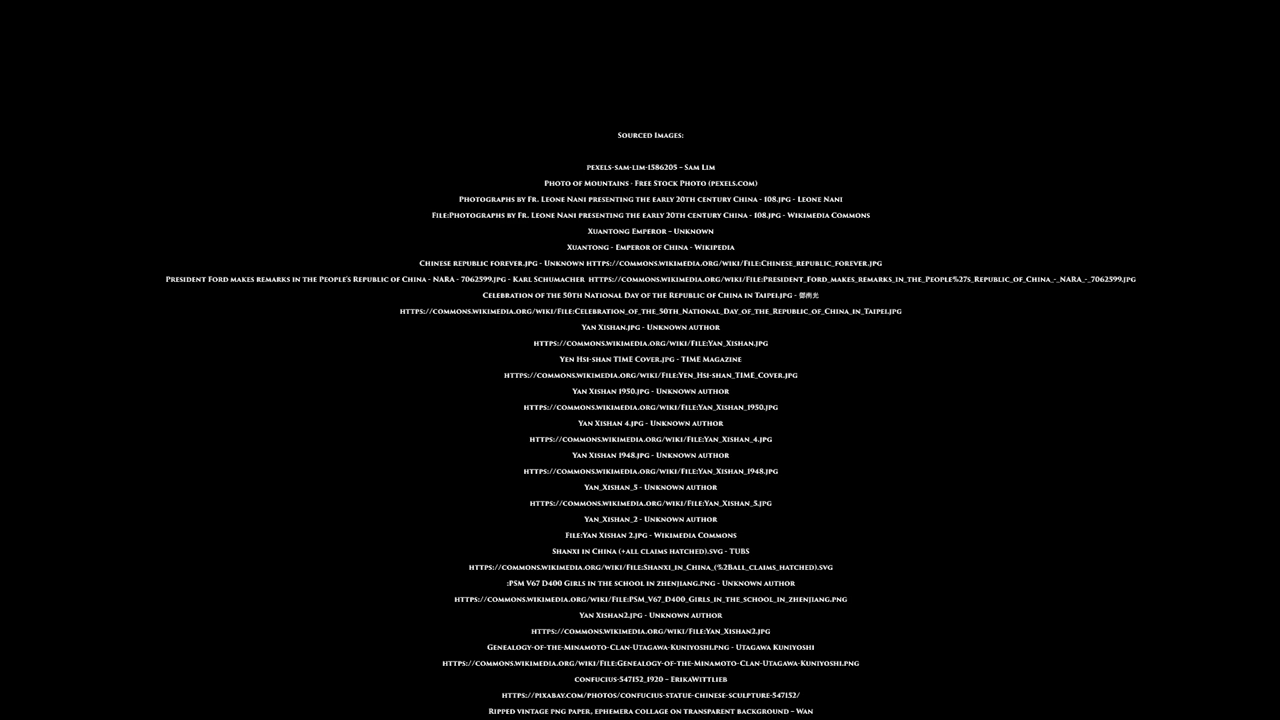 Sourced Images:
pexels-sam-lim-1586205 – Sam Lim
Photo of Mountains · Free Stock Photo (pexels.com)
Photographs by Fr. Leone Nani presenting the early 20th century China - 108.jpg - Leone Nani
File:Photographs by Fr. Leone Nani presenting the early 20th century China - 108.jpg - Wikimedia Commons
Xuantong Emperor – Unknown
Xuantong - Emperor of China - Wikipedia
Chinese republic forever.jpg - Unknown https://commons.wikimedia.org/wiki/File:Chinese_republic_forever.jpg
President Ford makes remarks in the People's Republic of China - NARA - 7062599.jpg - Karl Schumacher https://commons.wikimedia.org/wiki/File:President_Ford_makes_remarks_in_the_People%27s_Republic_of_China_-_NARA_-_7062599.jpg
Celebration of the 50th National Day of the Republic of China in Taipei.jpg - 鄧南光
https://commons.wikimedia.org/wiki/File:Celebration_of_the_50th_National_Day_of_the_Republic_of_China_in_Taipei.jpg
Yan Xishan.jpg - Unknown author
https://commons.wikimedia.org/wiki/File:Yan_Xishan.jpg
Yen Hsi-shan TIME Cover.jpg - TIME Magazine
https://commons.wikimedia.org/wiki/File:Yen_Hsi-shan_TIME_Cover.jpg
Yan Xishan 1950.jpg - Unknown author
https://commons.wikimedia.org/wiki/File:Yan_Xishan_1950.jpg
Yan Xishan 4.jpg - Unknown author
https://commons.wikimedia.org/wiki/File:Yan_Xishan_4.jpg
Yan Xishan 1948.jpg - Unknown author
https://commons.wikimedia.org/wiki/File:Yan_Xishan_1948.jpg
Yan_Xishan_5 - Unknown author
https://commons.wikimedia.org/wiki/File:Yan_Xishan_5.jpg
Yan_Xishan_2 - Unknown author
File:Yan Xishan 2.jpg - Wikimedia Commons
Shanxi in China (+all claims hatched).svg - TUBS
https://commons.wikimedia.org/wiki/File:Shanxi_in_China_(%2Ball_claims_hatched).svg
:PSM V67 D400 Girls in the school in zhenjiang.png - Unknown author
https://commons.wikimedia.org/wiki/File:PSM_V67_D400_Girls_in_the_school_in_zhenjiang.png
Yan Xishan2.jpg - Unknown author
https://commons.wikimedia.org/wiki/File:Yan_Xishan2.jpg
Genealogy-of-the-Minamoto-Clan-Utagawa-Kuniyoshi.png - Utagawa Kuniyoshi
https://commons.wikimedia.org/wiki/File:Genealogy-of-the-Minamoto-Clan-Utagawa-Kuniyoshi.png
confucius-547152_1920 – ErikaWittlieb
https://pixabay.com/photos/confucius-statue-chinese-sculpture-547152/
Ripped vintage png paper, ephemera collage on transparent background – Wan